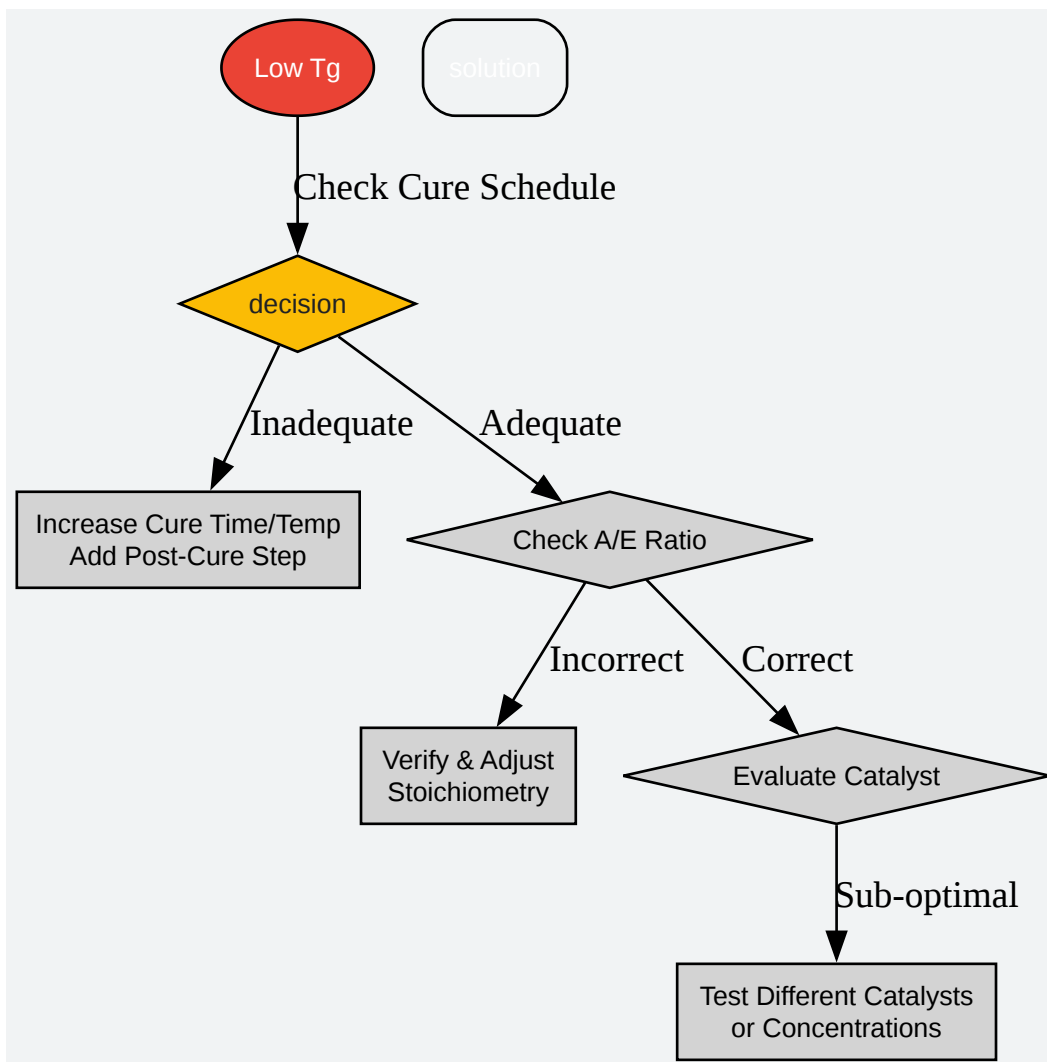 Low Tg
solution
Check Cure Schedule
decision
Inadequate
Adequate
Increase Cure Time/Temp
Add Post-Cure Step
Check A/E Ratio
Incorrect
Correct
Verify & Adjust
Stoichiometry
Evaluate Catalyst
Sub-optimal
Test Different Catalysts
or Concentrations